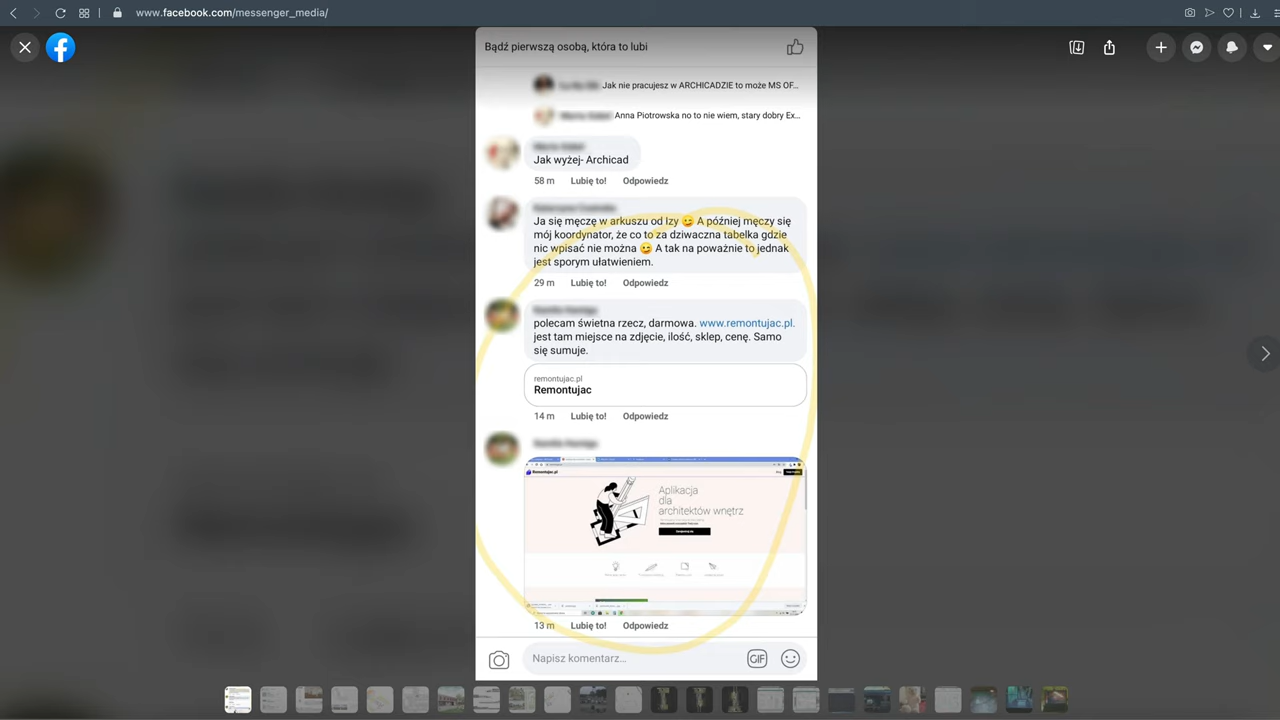 www.facebook.com/messenger_media/
Bądź pierwszą osobą, która to lubi
Jak nie pracujesz w ARCHICADZIE to może MS OF...
Anna Piotrowska no to nie wiem, stary dobry Ex...
Jak wyżej- Archicad
58 m Lubię to! Odpowiedz
Ja się męczę w arkuszu od Izy 😜 A później męczy się
mój koordynator, że co to za dziwaczna tabelka gdzie
nic wpisać nie można 😜 A tak na poważnie to jednak
jest sporym ułatwieniem.
29 m Lubię to! Odpowiedz
polecam świetna rzecz, darmowa. www.remontujac.pl.
jest tam miejsce na zdjęcie, ilość, sklep, cenę. Samo
się sumuje.
remontujac.pl
Remontujac
14 m Lubię to! Odpowiedz
Remontujac.pl
Aplikacja
dla
architektów wnętrz
13 m Lubię to! Odpowiedz
Napisz komentarz...
GIF